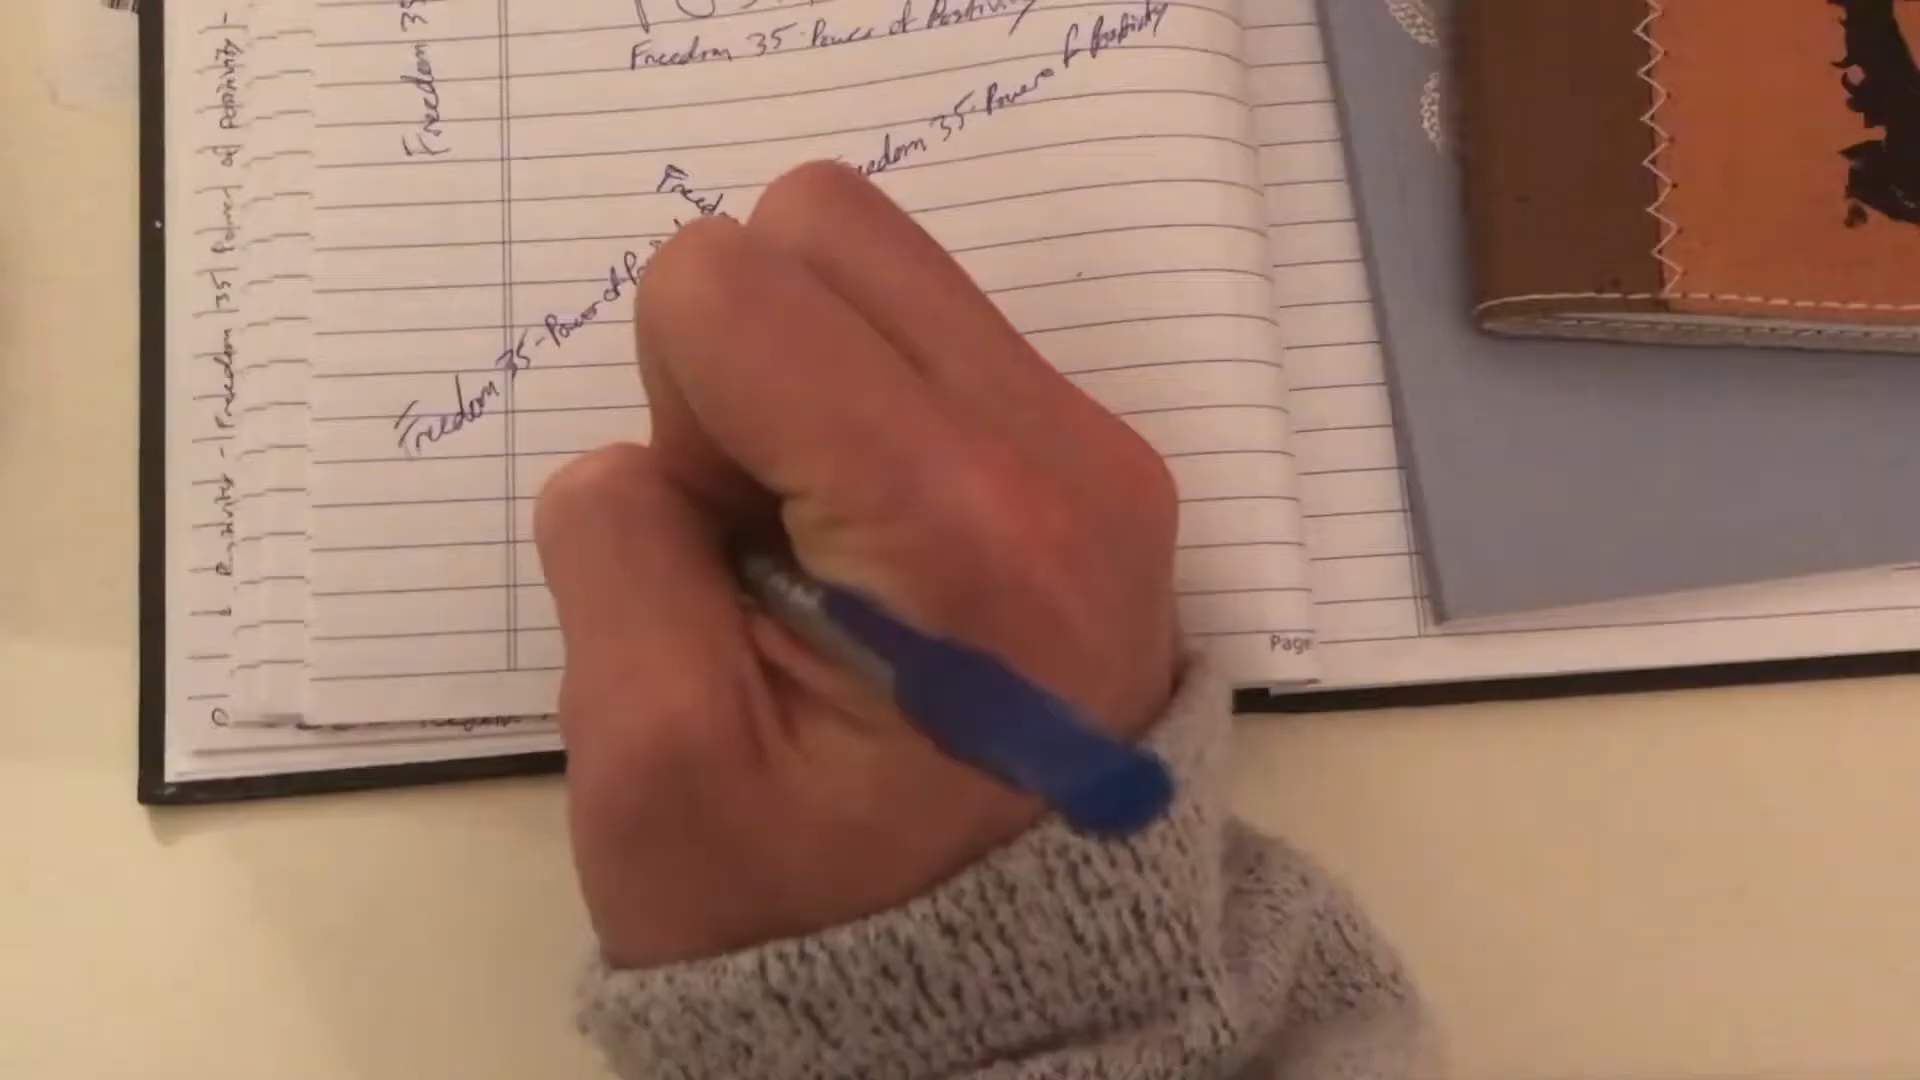 Freedom 35-Power of Positivity
Freedom 35-Power of Positivity
Freedom 35
Freed
Freedom 35-Power of
Positivity - Freedom 35 Power of Positivity -
Page